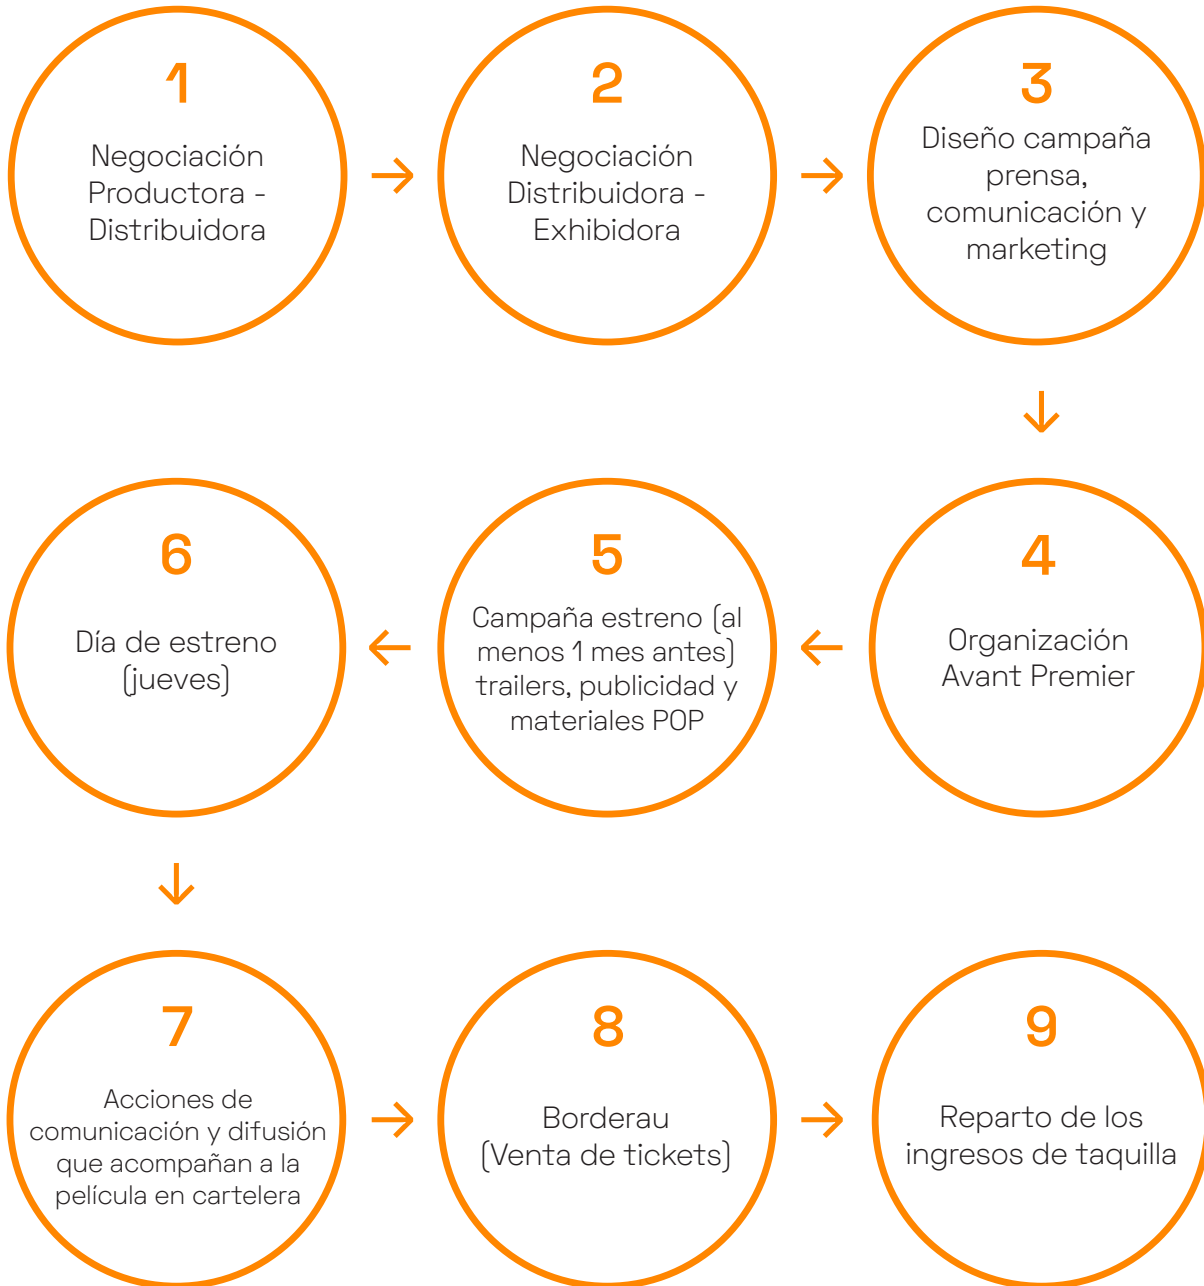 1
Negociación
Productora -
Distribuidora
2
Negociación
Distribuidora -
Exhibidora
3
Diseño campaña
prensa,
comunicación y
marketing
4
Organización
Avant Premier
5
Campaña estreno (al
menos 1 mes antes)
trailers, publicidad y
materiales POP
6
Día de estreno
(jueves)
7
Acciones de
comunicación y difusión
que acompañan a la
película en cartelera
8
Borderau
(Venta de tickets)
9
Reparto de los
ingresos de taquilla